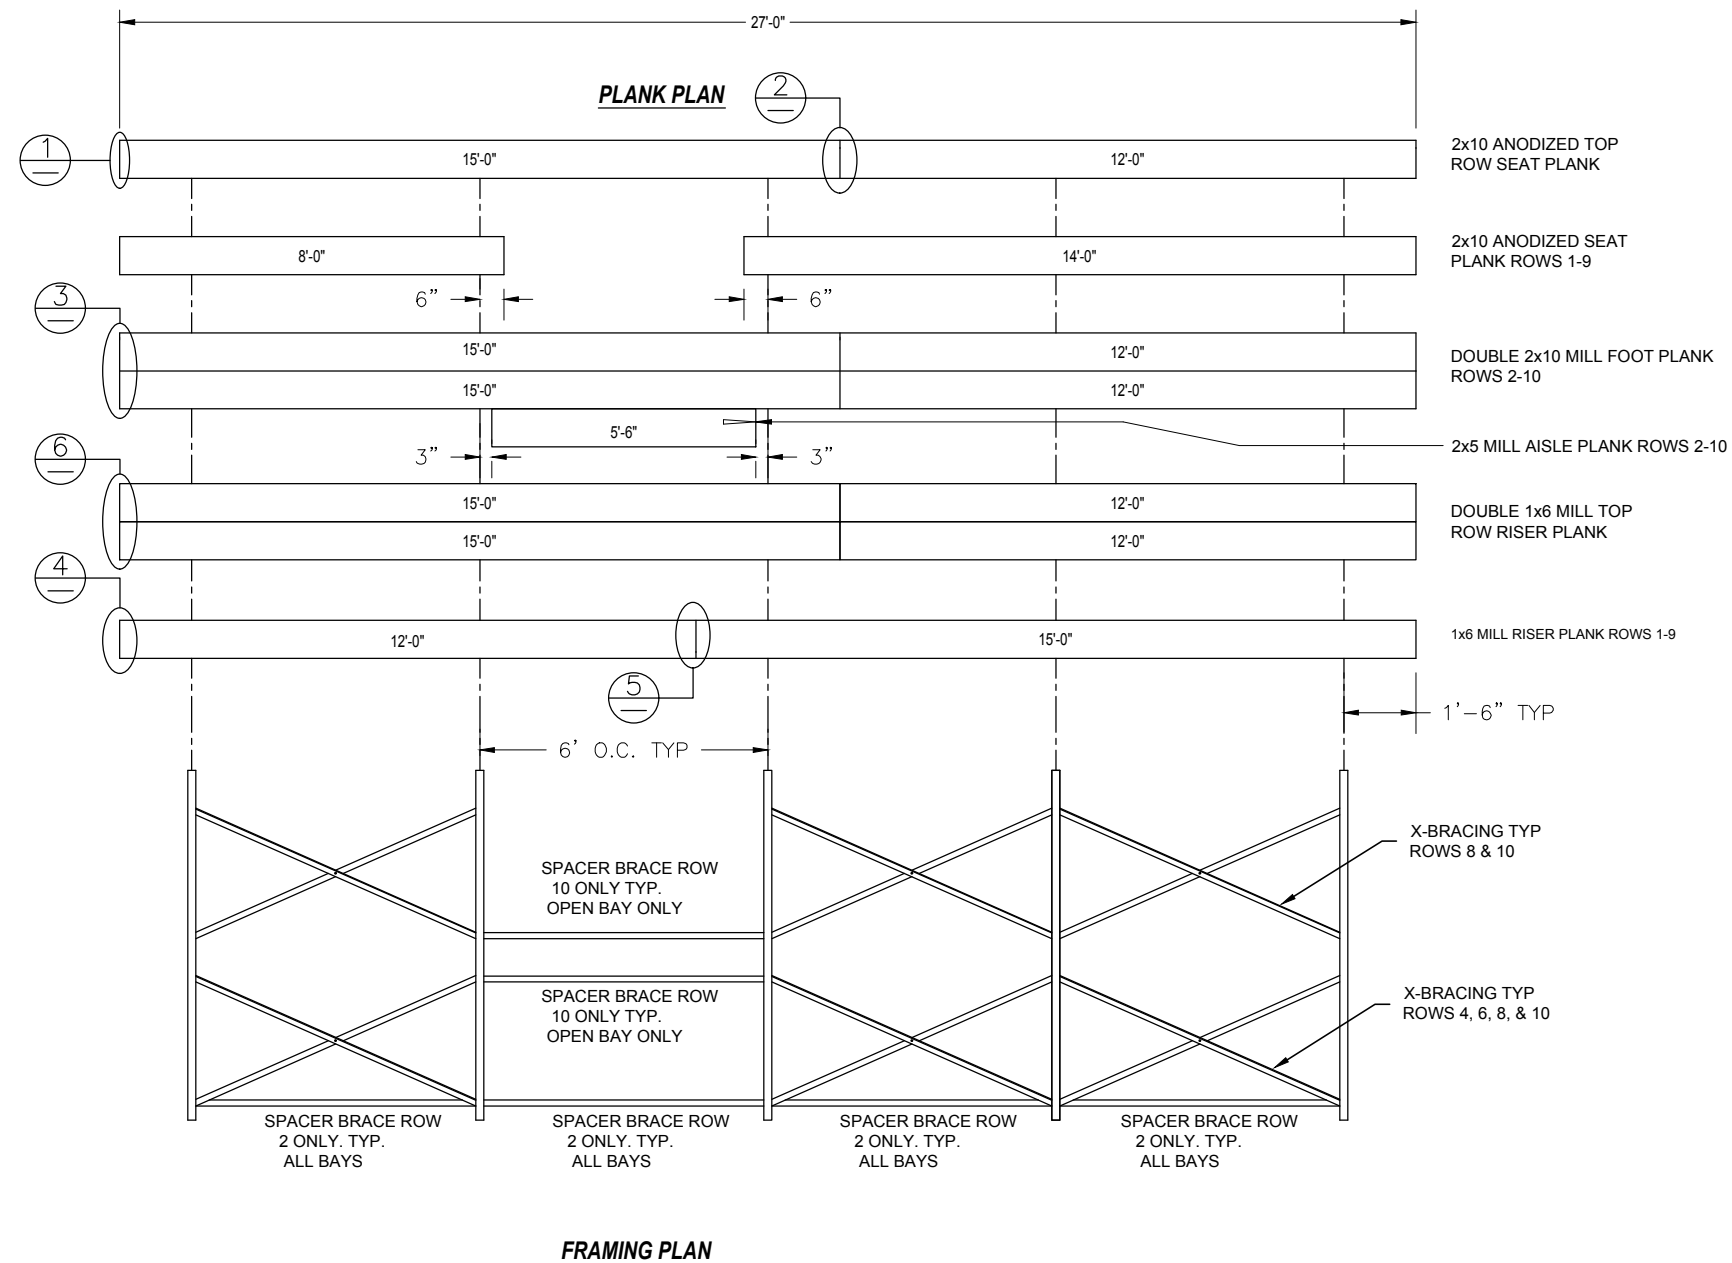 27'-0"
PLANK PLAN
2
1
15'-0"
12'-0"
2x10 ANODIZED TOP
ROW SEAT PLANK
8'-0"
14'-0"
2x10 ANODIZED SEAT
PLANK ROWS 1-9
3
6”
6”
15'-0"
12'-0"
15'-0"
12'-0"
DOUBLE 2x10 MILL FOOT PLANK
ROWS 2-10
5'-6"
2x5 MILL AISLE PLANK ROWS 2-10
6
3”
3”
15'-0"
12'-0"
15'-0"
12'-0"
DOUBLE 1x6 MILL TOP
ROW RISER PLANK
4
12'-0"
15'-0"
1x6 MILL RISER PLANK ROWS 1-9
5
1’-6” TYP
6’ O.C. TYP
X-BRACING TYP
ROWS 8 & 10
SPACER BRACE ROW
10 ONLY TYP.
OPEN BAY ONLY
SPACER BRACE ROW
10 ONLY TYP.
OPEN BAY ONLY
X-BRACING TYP
ROWS 4, 6, 8, & 10
SPACER BRACE ROW
2 ONLY. TYP.
ALL BAYS
SPACER BRACE ROW
2 ONLY. TYP.
ALL BAYS
SPACER BRACE ROW
2 ONLY. TYP.
ALL BAYS
SPACER BRACE ROW
2 ONLY. TYP.
ALL BAYS
FRAMING PLAN